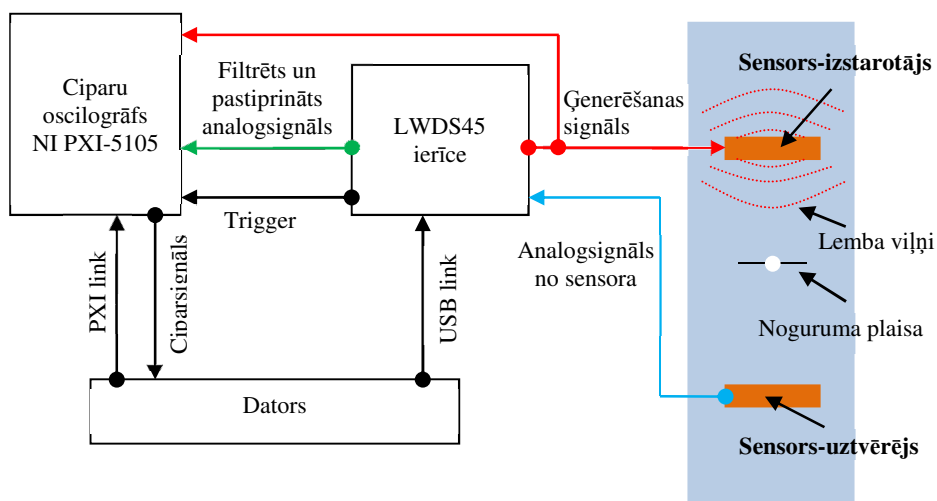 Ciparu
oscilogrāfs
NI PXI-5105
Filtrēts un
pastiprināts
analogsignāls
LWDS45
ierīce
Trigger
Ģenerēšanas
signāls
Analogsignāls
no sensora
Sensors-izstarotājs
Lemba viļņi
Noguruma plaisa
Sensors-uztvērējs
PXI link
Ciparsignāls
USB link
Dators